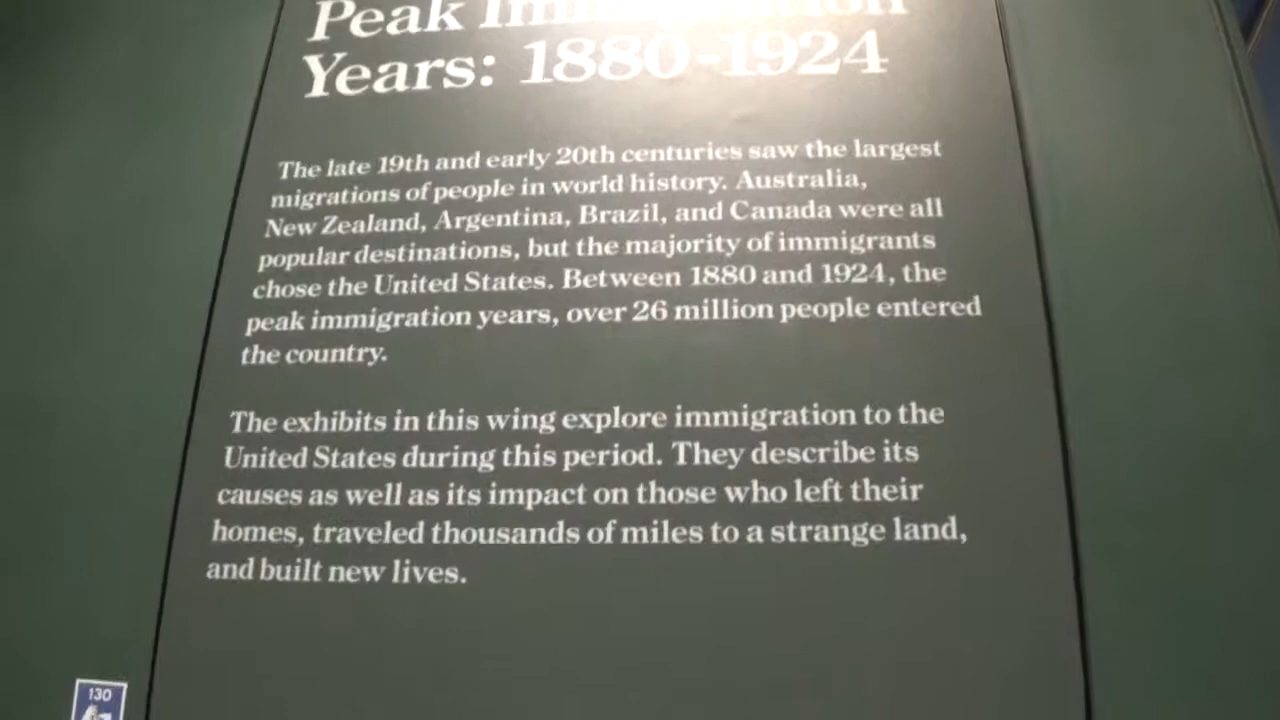 Peak Immigration
Years: 1880-1924
The late 19th and early 20th centuries saw the largest
migrations of people in world history. Australia,
New Zealand, Argentina, Brazil, and Canada were all
popular destinations, but the majority of immigrants
chose the United States. Between 1880 and 1924, the
peak immigration years, over 26 million people entered
the country.
The exhibits in this wing explore immigration to the
United States during this period. They describe its
causes as well as its impact on those who left their
homes, traveled thousands of miles to a strange land,
and built new lives.
130